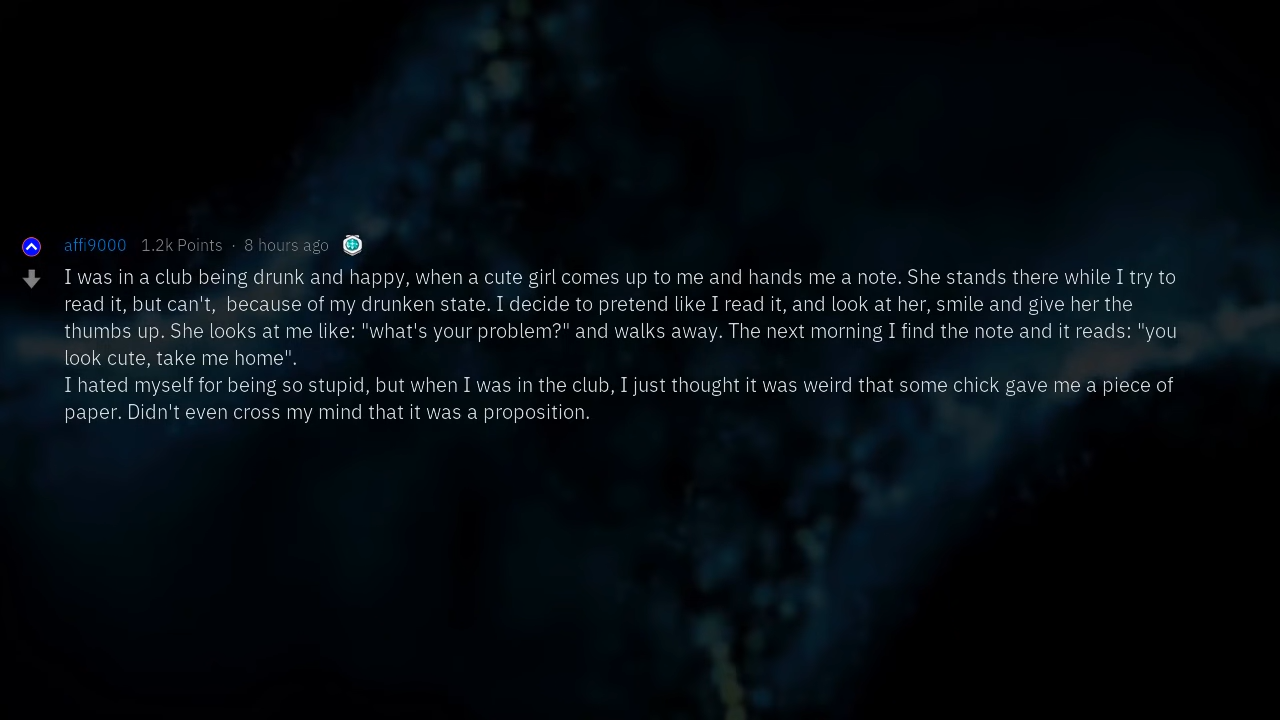 affi9000 1.2k Points · 8 hours ago
I was in a club being drunk and happy, when a cute girl comes up to me and hands me a note. She stands there while I try to
read it, but can't,  because of my drunken state. I decide to pretend like I read it, and look at her, smile and give her the
thumbs up. She looks at me like: "what's your problem?" and walks away. The next morning I find the note and it reads: "you
look cute, take me home".
I hated myself for being so stupid, but when I was in the club, I just thought it was weird that some chick gave me a piece of
paper. Didn't even cross my mind that it was a proposition.